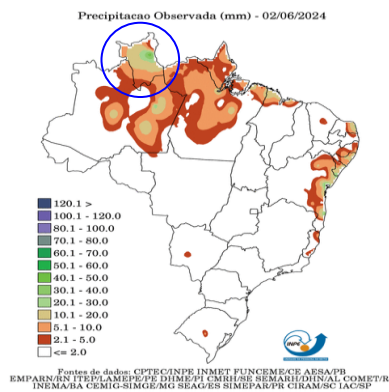 Precipitacao Observada (mm) - 02/06/2024
120.1 >
100.1 - 120.0
80.1 - 100.0
70.1 - 80.0
60.1 - 70.0
50.1 - 60.0
40.1 - 50.0
30.1 - 40.0
20.1 - 30.0
10.1 - 20.0
5.1 - 10.0
2.1 - 5.0
<= 2.0
INPE
Fontes de dados: CPTEC/INPE INMET FUNCEME/CE AESA/PB
EMPARN/RN ITEP/LAMEPE/PE DHME/PI CMRH/SE SEMARH/DHN/AL COMET/R
INEMA/BA CEMIG-SIMGE/MG SEAG/ES SIMEPAR/PR CIRAM/SC IAC/SP